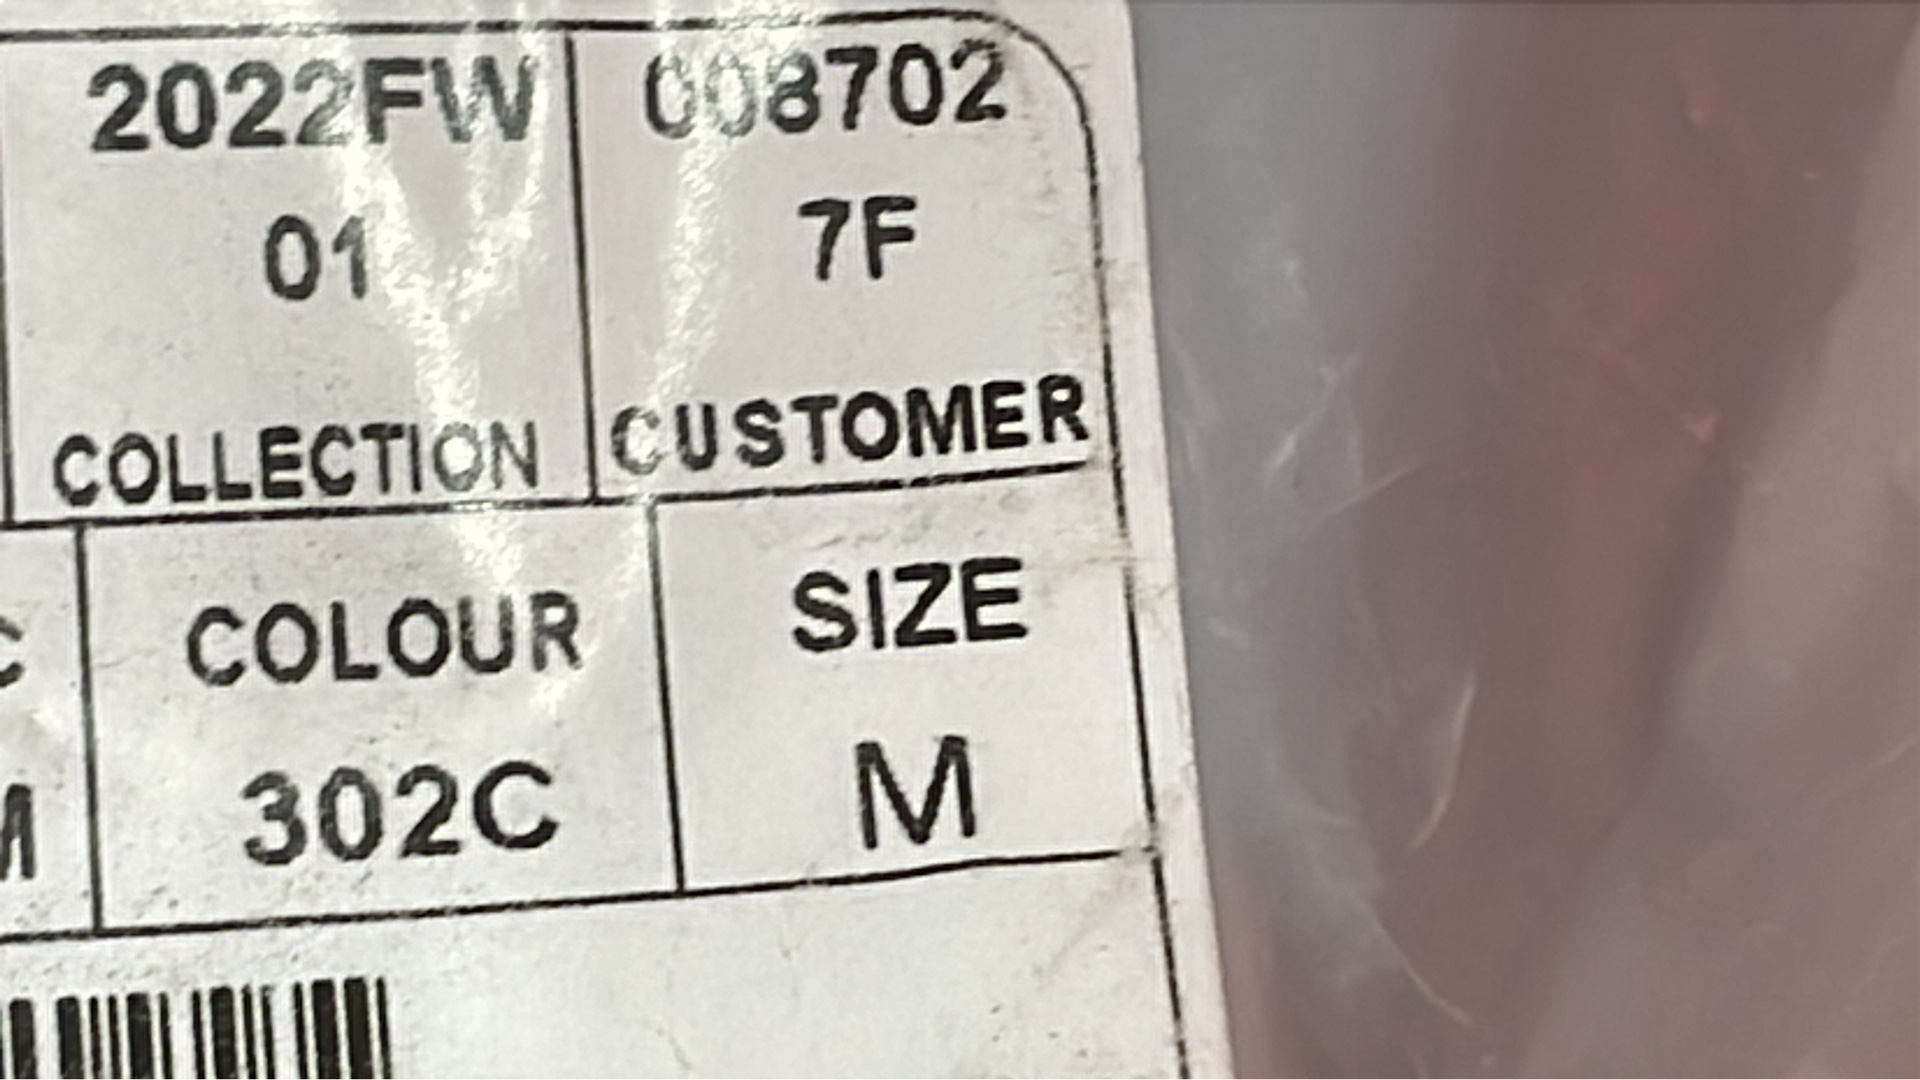 2022FW 008702
01 7F
COLLECTION CUSTOMER
COLOUR SIZE
302C M